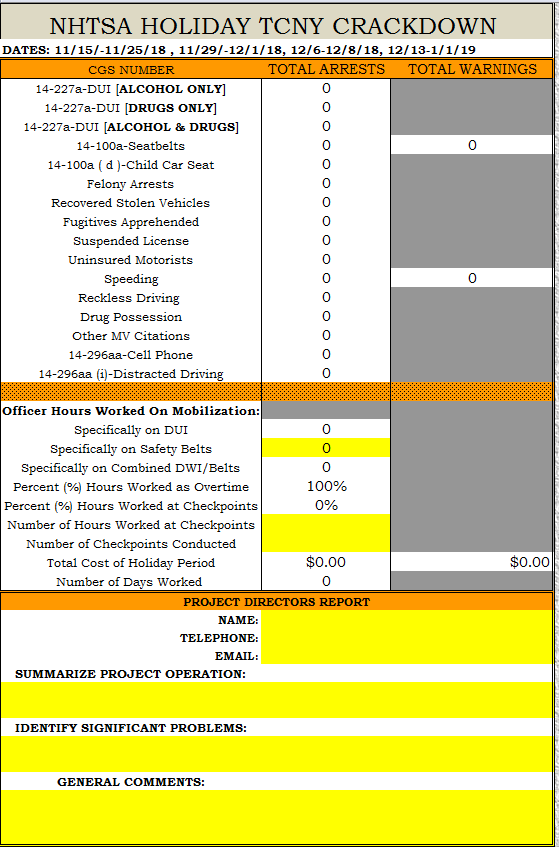 NHTSA HOLIDAY TCNY CRACKDOWN
DATES: 11/15/-11/25/18 , 11/29/-12/1/18, 12/6-12/8/18, 12/13-1/1/19
CGS NUMBER TOTAL ARRESTS TOTAL WARNINGS
14-227a-DUI [ALCOHOL ONLY] 0
14-227a-DUI [DRUGS ONLY] 0
14-227a-DUI [ALCOHOL & DRUGS] 0
14-100a-Seatbelts 0 0
14-100a ( d )-Child Car Seat 0
Felony Arrests 0
Recovered Stolen Vehicles 0
Fugitives Apprehended 0
Suspended License 0
Uninsured Motorists 0
Speeding 0 0
Reckless Driving 0
Drug Possession 0
Other MV Citations 0
14-296aa-Cell Phone 0
14-296aa (i)-Distracted Driving 0
Officer Hours Worked On Mobilization:
Specifically on DUI 0
Specifically on Safety Belts 0
Specifically on Combined DWI/Belts 0
Percent (%) Hours Worked as Overtime 100%
Percent (%) Hours Worked at Checkpoints 0%
Number of Hours Worked at Checkpoints
Number of Checkpoints Conducted
Total Cost of Holiday Period $0.00 $0.00
Number of Days Worked 0
PROJECT DIRECTORS REPORT
NAME:
TELEPHONE:
EMAIL:
SUMMARIZE PROJECT OPERATION:
IDENTIFY SIGNIFICANT PROBLEMS:
GENERAL COMMENTS: